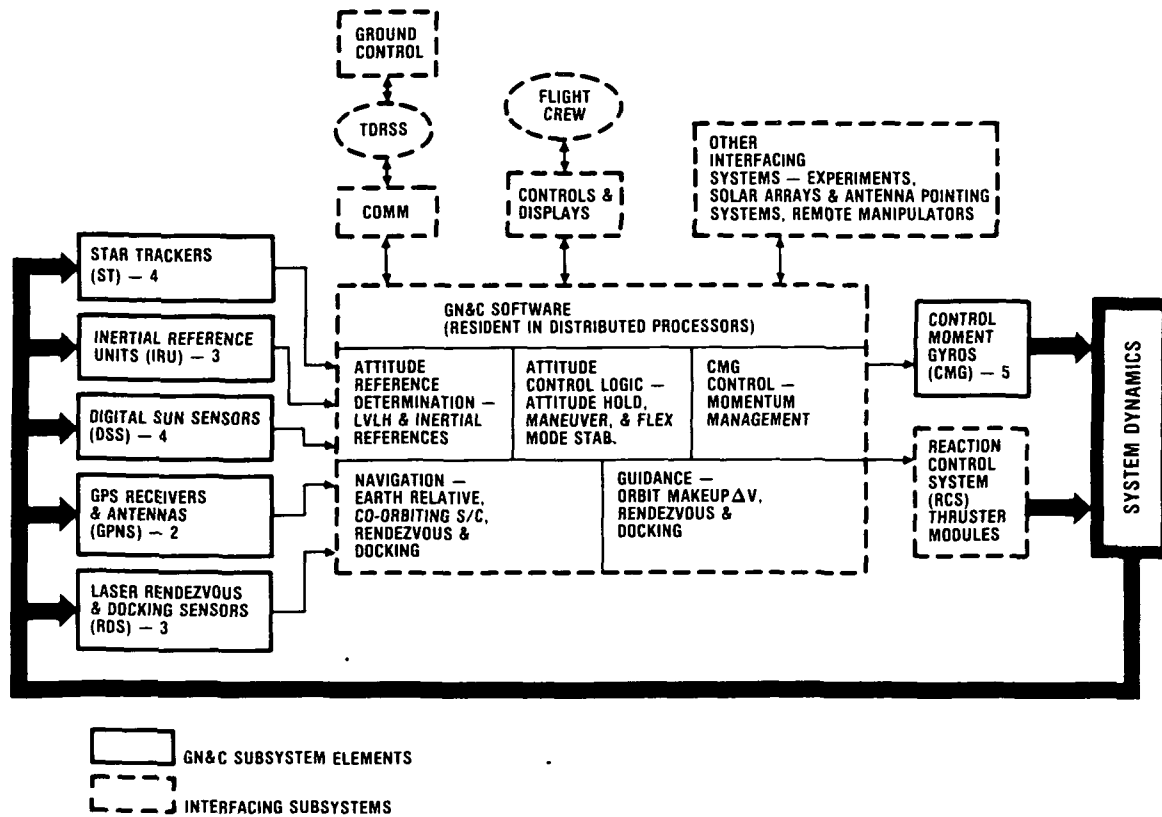 GROUND
CONTROL
TDRSS
COMM
FLIGHT
CREW
CONTROLS &
DISPLAYS
OTHER
INTERFACING
SYSTEMS — EXPERIMENTS,
SOLAR ARRAYS & ANTENNA POINTING
SYSTEMS, REMOTE MANIPULATORS
STAR TRACKERS
(ST) — 4
INERTIAL REFERENCE
UNITS (IRU) — 3
DIGITAL SUN SENSORS
(DSS) — 4
GPS RECEIVERS
& ANTENNAS
(GPNS) — 2
LASER RENDEZVOUS
& DOCKING SENSORS
(RDS) — 3
GN&C SOFTWARE
(RESIDENT IN DISTRIBUTED PROCESSORS)
ATTITUDE
REFERENCE
DETERMINATION —
LVLH & INERTIAL
REFERENCES
ATTITUDE
CONTROL LOGIC —
ATTITUDE HOLD,
MANEUVER, & FLEX
MODE STAB.
CMG
CONTROL —
MOMENTUM
MANAGEMENT
NAVIGATION —
EARTH RELATIVE,
CO-ORBITING S/C,
RENDEZVOUS &
DOCKING
GUIDANCE —
ORBIT MAKEUP ΔV,
RENDEZVOUS &
DOCKING
CONTROL
MOMENT
GYROS
(CMG) — 5
REACTION
CONTROL
SYSTEM
(RCS)
THRUSTER
MODULES
SYSTEM DYNAMICS
GN&C SUBSYSTEM ELEMENTS
INTERFACING SUBSYSTEMS